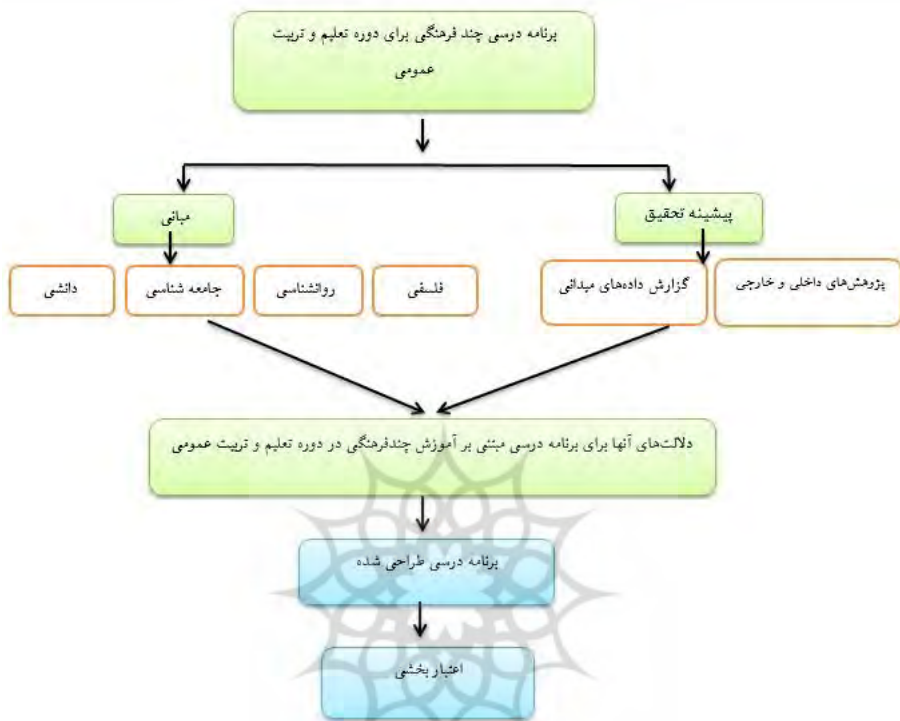 برنامه درسی چند فرهنگی برای دوره تعلیم و تربیت
عمومی
پیشینه تحقیق
مبانی
پژوهش‌های داخلی و خارجی
گزارش داده‌های میدانی
فلسفی
روانشناسی
جامعه شناسی
دانشی
دلالت‌های آنها برای برنامه درسی مبتنی بر آموزش چندفرهنگی در دوره تعلیم و تربیت عمومی
برنامه درسی طراحی شده
اعتبار بخشی